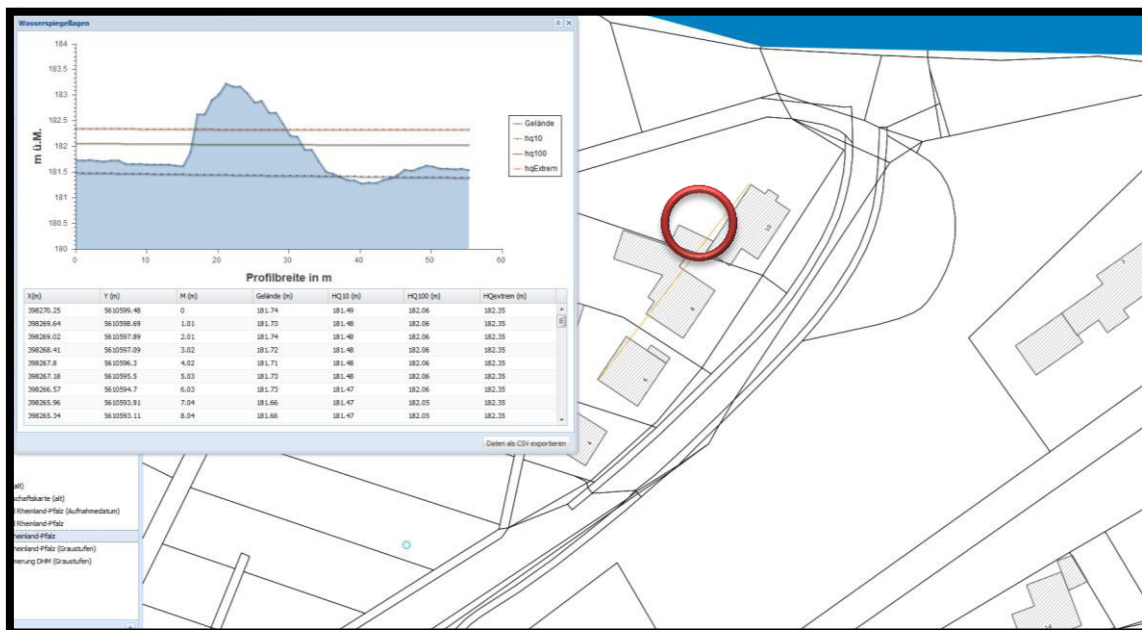 Wasserspiegellagen
184
183.5
183
182.5
182
181.5
181
180.5
180
m ü.M.
0 10 20 30 40 50 60
Profilbreite in m
Gelände
hq10
hq100
hqExtrem
X(m) Y (m) M (m) Gelände (m) HQ10 (m) HQ100 (m) HQextrem (m)
398270.25 5610599.48 0 181.74 181.49 182.06 182.35
398269.64 5610598.69 1.01 181.73 181.48 182.06 182.35
398269.02 5610597.89 2.01 181.74 181.48 182.06 182.35
398268.41 5610597.09 3.02 181.72 181.48 182.06 182.35
398267.8 5610596.3 4.02 181.71 181.48 182.06 182.35
398267.18 5610595.5 5.03 181.73 181.48 182.06 182.35
398266.57 5610594.7 6.03 181.73 181.47 182.06 182.35
398265.96 5610593.91 7.04 181.66 181.47 182.05 182.35
398265.34 5610593.11 8.04 181.66 181.47 182.05 182.35
Daten als CSV exportieren
alt)
schaftskarte (alt)
Rheinland-Pfalz (Aufnahmedatum)
Rheinland-Pfalz
heinland-Pfalz
heinland-Pfalz (Graustufen)
merung DHM (Graustufen)
10